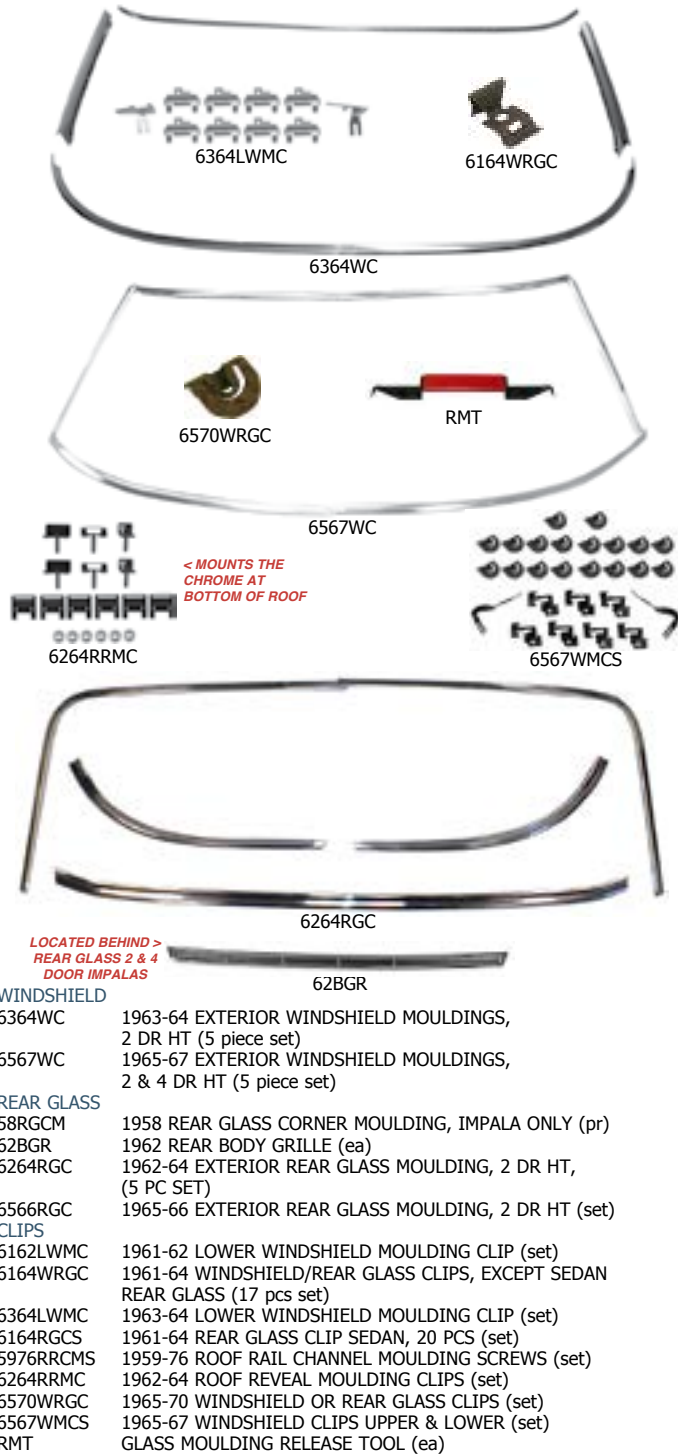 6364LWMC
6164WRGC
6364WC
6570WRGC
RMT
6567WC
< MOUNTS THE
CHROME AT
BOTTOM OF ROOF
6264RRMC
6567WMCS
6264RGC
LOCATED BEHIND >
REAR GLASS 2 & 4
DOOR IMPALAS
62BGR
WINDSHIELD
6364WC 1963-64 EXTERIOR WINDSHIELD MOULDINGS,
2 DR HT (5 piece set)
6567WC 1965-67 EXTERIOR WINDSHIELD MOULDINGS,
2 & 4 DR HT (5 piece set)
REAR GLASS
58RGCM 1958 REAR GLASS CORNER MOULDING, IMPALA ONLY (pr)
62BGR 1962 REAR BODY GRILLE (ea)
6264RGC 1962-64 EXTERIOR REAR GLASS MOULDING, 2 DR HT,
(5 PC SET)
6566RGC 1965-66 EXTERIOR REAR GLASS MOULDING, 2 DR HT (set)
CLIPS
6162LWMC 1961-62 LOWER WINDSHIELD MOULDING CLIP (set)
6164WRGC 1961-64 WINDSHIELD/REAR GLASS CLIPS, EXCEPT SEDAN
REAR GLASS (17 pcs set)
6364LWMC 1963-64 LOWER WINDSHIELD MOULDING CLIP (set)
6164RGCS 1961-64 REAR GLASS CLIP SEDAN, 20 PCS (set)
5976RRCMS 1959-76 ROOF RAIL CHANNEL MOULDING SCREWS (set)
6264RRMC 1962-64 ROOF REVEAL MOULDING CLIPS (set)
6570WRGC 1965-70 WINDSHIELD OR REAR GLASS CLIPS (set)
6567WMCS 1965-67 WINDSHIELD CLIPS UPPER & LOWER (set)
RMT GLASS MOULDING RELEASE TOOL (ea)